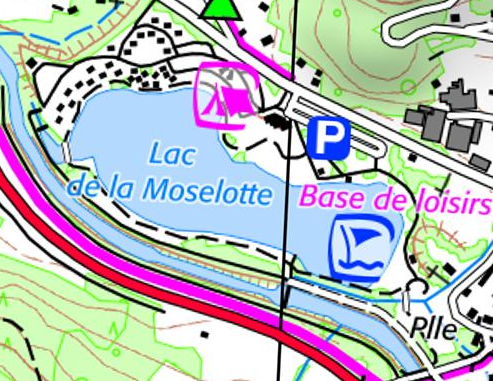 P
Lac
de la Moselotte
Base de loisirs
Plle